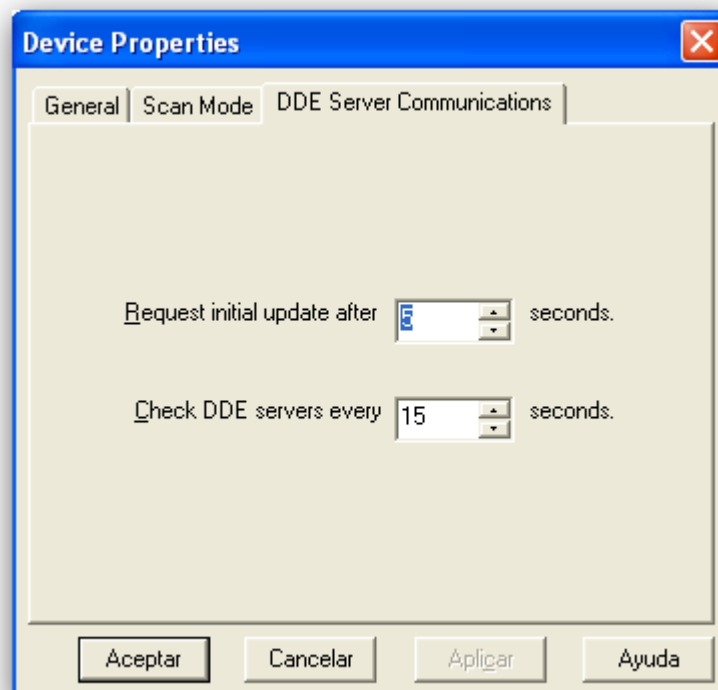 Device Properties
General Scan Mode DDE Server Communications
Request initial update after 5 seconds.
Check DDE servers every 15 seconds.
Aceptar Cancelar Aplicar Ayuda